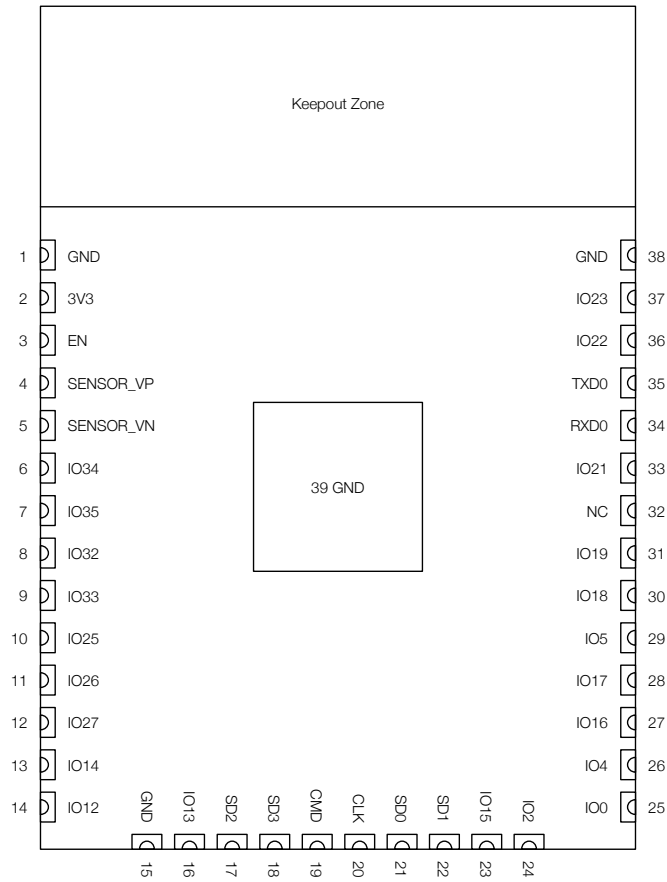 Keepout Zone
1 GND
GND 38
2 3V3
IO23 37
3 EN
IO22 36
4 SENSOR_VP
TXD0 35
5 SENSOR_VN
RXD0 34
6 IO34
IO21 33
39 GND
7 IO35
NC 32
8 IO32
IO19 31
9 IO33
IO18 30
10 IO25
IO5 29
11 IO26
IO17 28
12 IO27
IO16 27
13 IO14
IO4 26
14 IO12
IO0 25
GND 15
IO13 16
SD2 17
SD3 18
CMD 19
CLK 20
SD0 21
SD1 22
IO15 23
IO2 24